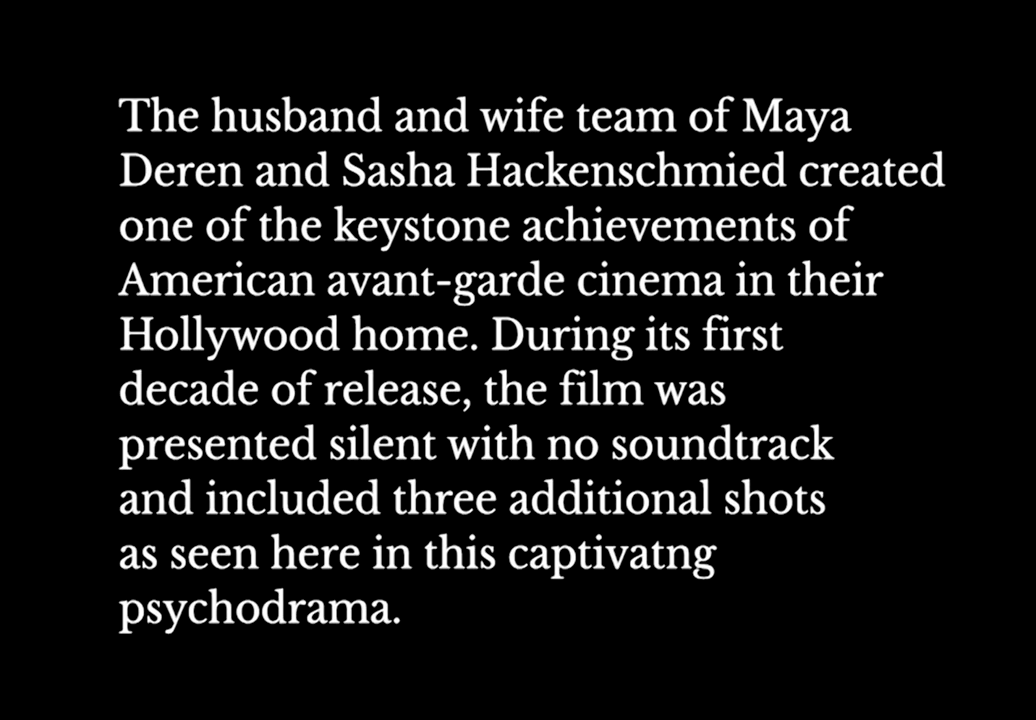 The husband and wife team of Maya
Deren and Sasha Hackenschmied created
one of the keystone achievements of
American avant-garde cinema in their
Hollywood home. During its first
decade of release, the film was
presented silent with no soundtrack
and included three additional shots
as seen here in this captivatng
psychodrama.